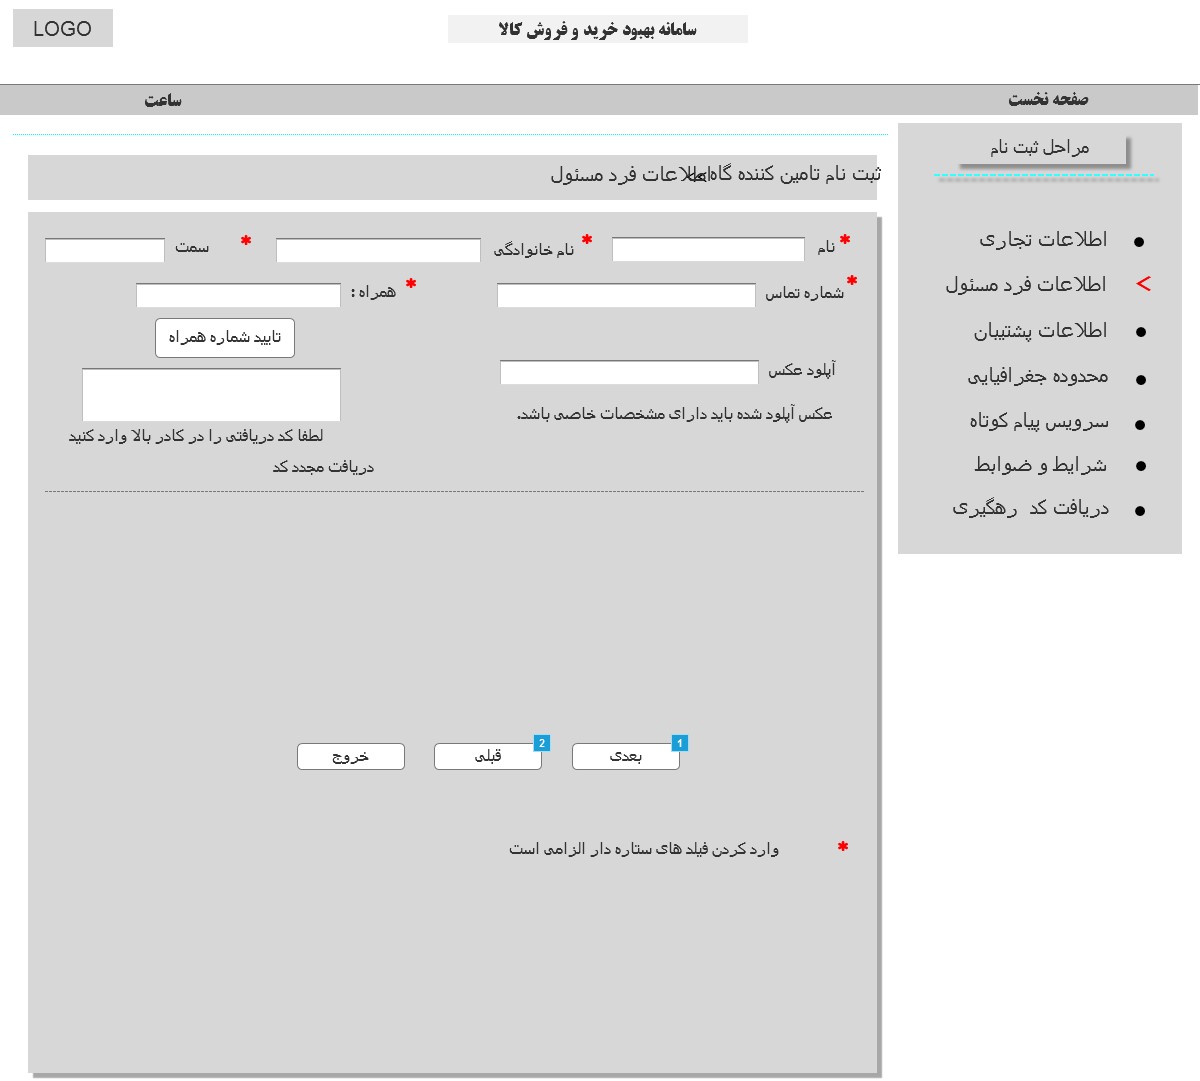 LOGO
سامانه بهبود خرید و فروش کالا
صفحه نخست
ساعت
مراحل ثبت نام
اطلاعات تجاری
> اطلاعات فرد مسئول
اطلاعات پشتیبان
محدوده جغرافیایی
سرویس پیام کوتاه
شرایط و ضوابط
دریافت کد رهگیری
ثبت نام تامین کننده گاه
اطلاعات فرد مسئول
* نام
* نام خانوادگی
* سمت
* شماره تماس
* همراه :
تایید شماره همراه
آپلود عکس
عکس آپلود شده باید دارای مشخصات خاصی باشد.
لطفا کد دریافتی را در کادر بالا وارد کنید
دریافت مجدد کد
بعدی 1
قبلی 2
خروج
* وارد کردن فیلد های ستاره دار الزامی است